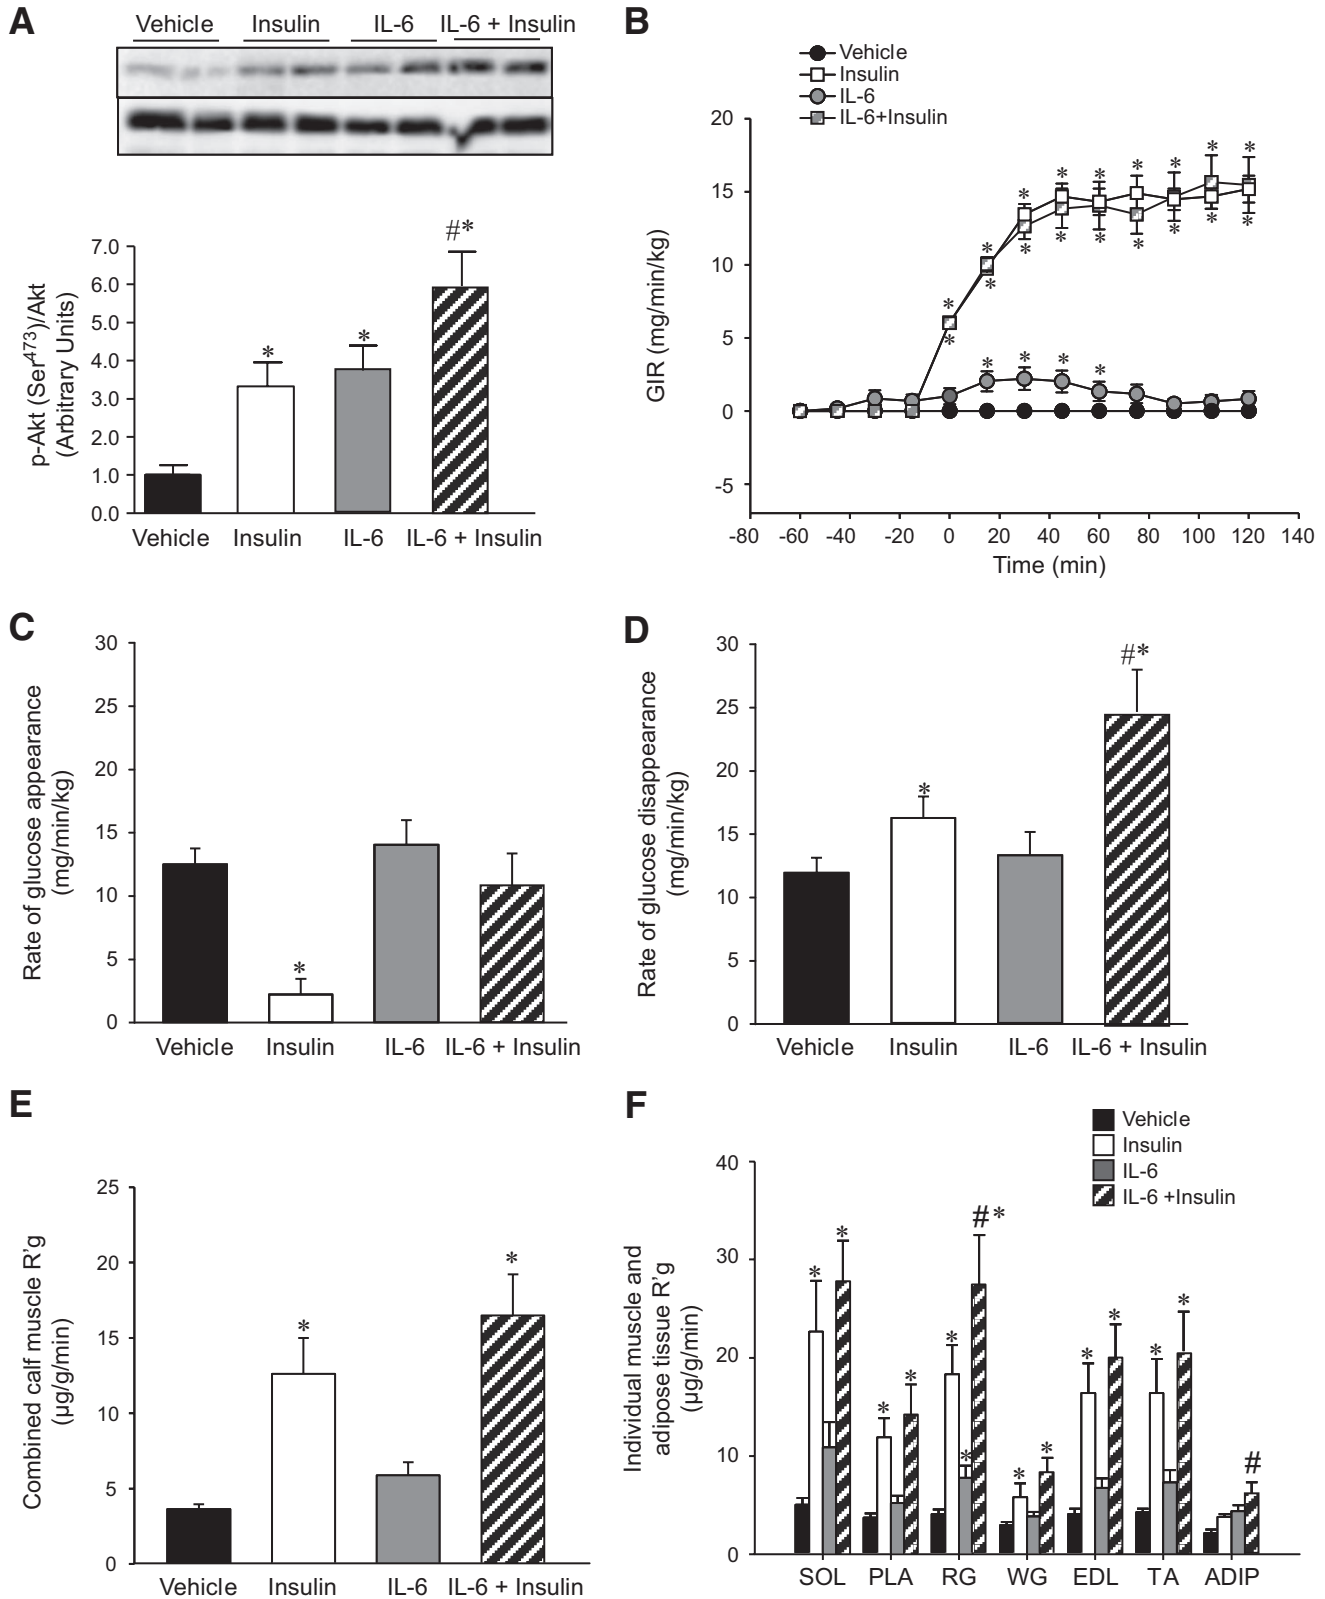 A
Vehicle Insulin IL-6 IL-6 + Insulin
#*
7.0
6.0
5.0
4.0
3.0
2.0
1.0
0.0
p-Akt (Ser473)/Akt
(Arbitrary Units)
*
*
Vehicle Insulin IL-6 IL-6 + Insulin
B
Vehicle
Insulin
IL-6
IL-6+Insulin
20
15
10
5
0
-5
GIR (mg/min/kg)
* * * * * * * *
* * * * * * * *
* *
* * * *
-80 -60 -40 -20 0 20 40 60 80 100 120 140
Time (min)
C
30
25
20
15
10
5
0
Rate of glucose appearance
(mg/min/kg)
*
Vehicle Insulin IL-6 IL-6 + Insulin
D
30
25
20
15
10
5
0
Rate of glucose disappearance
(mg/min/kg)
#*
*
Vehicle Insulin IL-6 IL-6 + Insulin
E
25
20
15
10
5
0
Combined calf muscle R'g
(µg/g/min)
*
*
Vehicle Insulin IL-6 IL-6 + Insulin
F
Vehicle
Insulin
IL-6
IL-6 +Insulin
40
30
20
10
0
Individual muscle and
adipose tissue R'g
(µg/g/min)
* * * * * * #* * * * * * * #
SOL PLA RG WG EDL TA ADIP